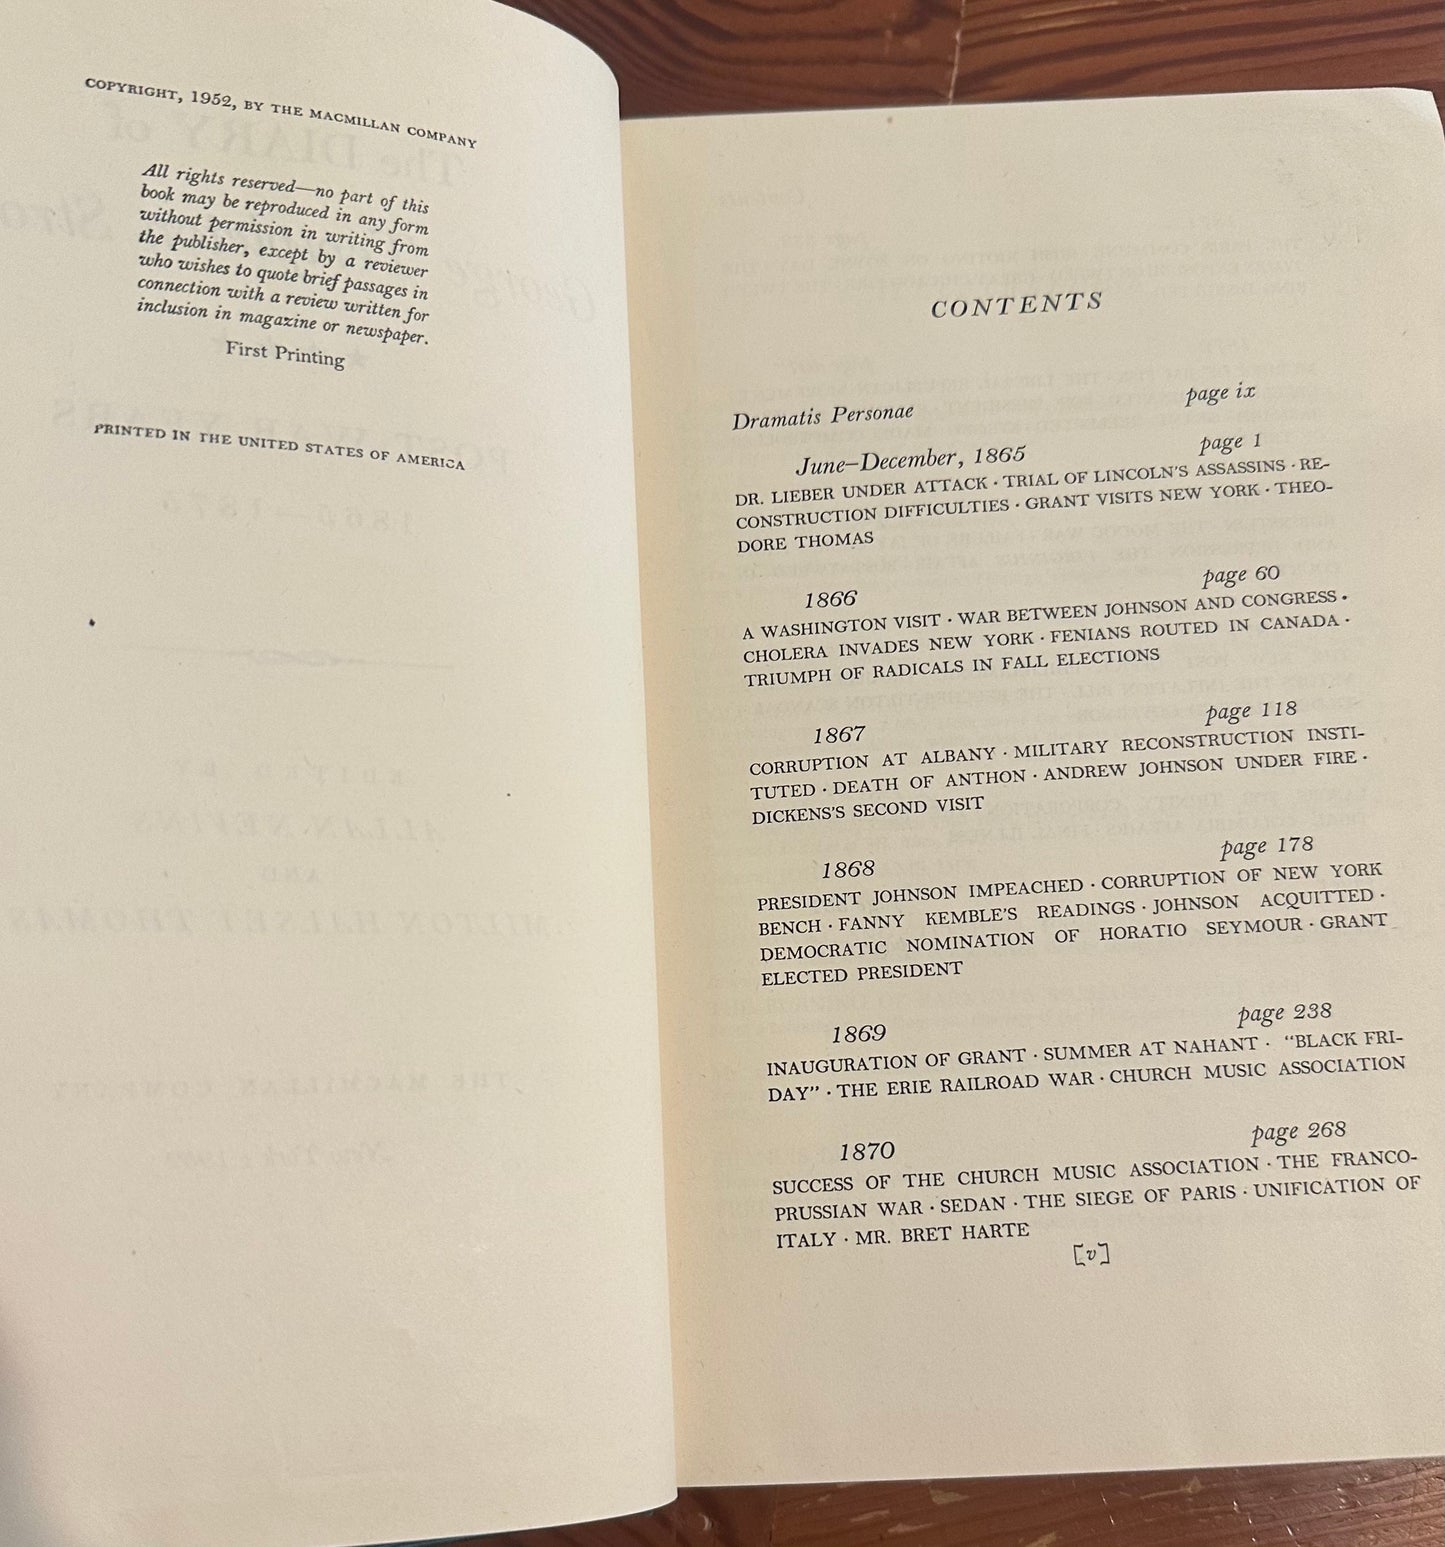 COPYRIGHT, 1952, BY THE MACMILLAN COMPANY
All rights reserved—no part of this
book may be reproduced in any form
without permission in writing from
the publisher, except by a reviewer
who wishes to quote brief passages in
connection with a review written for
inclusion in magazine or newspaper.
First Printing
PRINTED IN THE UNITED STATES OF AMERICA
CONTENTS
Dramatis Personae page ix
June–December, 1865 page 1
DR. LIEBER UNDER ATTACK · TRIAL OF LINCOLN'S ASSASSINS · RE-
CONSTRUCTION DIFFICULTIES · GRANT VISITS NEW YORK · THEO-
DORE THOMAS
1866 page 60
A WASHINGTON VISIT · WAR BETWEEN JOHNSON AND CONGRESS ·
CHOLERA INVADES NEW YORK · FENIANS ROUTED IN CANADA ·
TRIUMPH OF RADICALS IN FALL ELECTIONS
1867 page 118
CORRUPTION AT ALBANY · MILITARY RECONSTRUCTION INSTI-
TUTED · DEATH OF ANTHON · ANDREW JOHNSON UNDER FIRE ·
DICKENS'S SECOND VISIT
1868 page 178
PRESIDENT JOHNSON IMPEACHED · CORRUPTION OF NEW YORK
BENCH · FANNY KEMBLE'S READINGS · JOHNSON ACQUITTED ·
DEMOCRATIC NOMINATION OF HORATIO SEYMOUR · GRANT
ELECTED PRESIDENT
1869 page 238
INAUGURATION OF GRANT · SUMMER AT NAHANT · "BLACK FRI-
DAY" · THE ERIE RAILROAD WAR · CHURCH MUSIC ASSOCIATION
1870 page 268
SUCCESS OF THE CHURCH MUSIC ASSOCIATION · THE FRANCO-
PRUSSIAN WAR · SEDAN · THE SIEGE OF PARIS · UNIFICATION OF
ITALY · MR. BRET HARTE
[v]